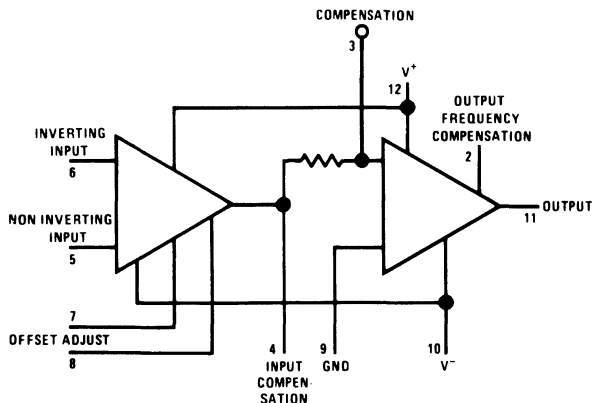 COMPENSATION
3
V+
12
OUTPUT
FREQUENCY
COMPENSATION
2
INVERTING
INPUT
6
NON INVERTING
INPUT
5
OUTPUT
11
7
OFFSET ADJUST
8
4
INPUT
COMPEN-
SATION
9
GND
10
V-